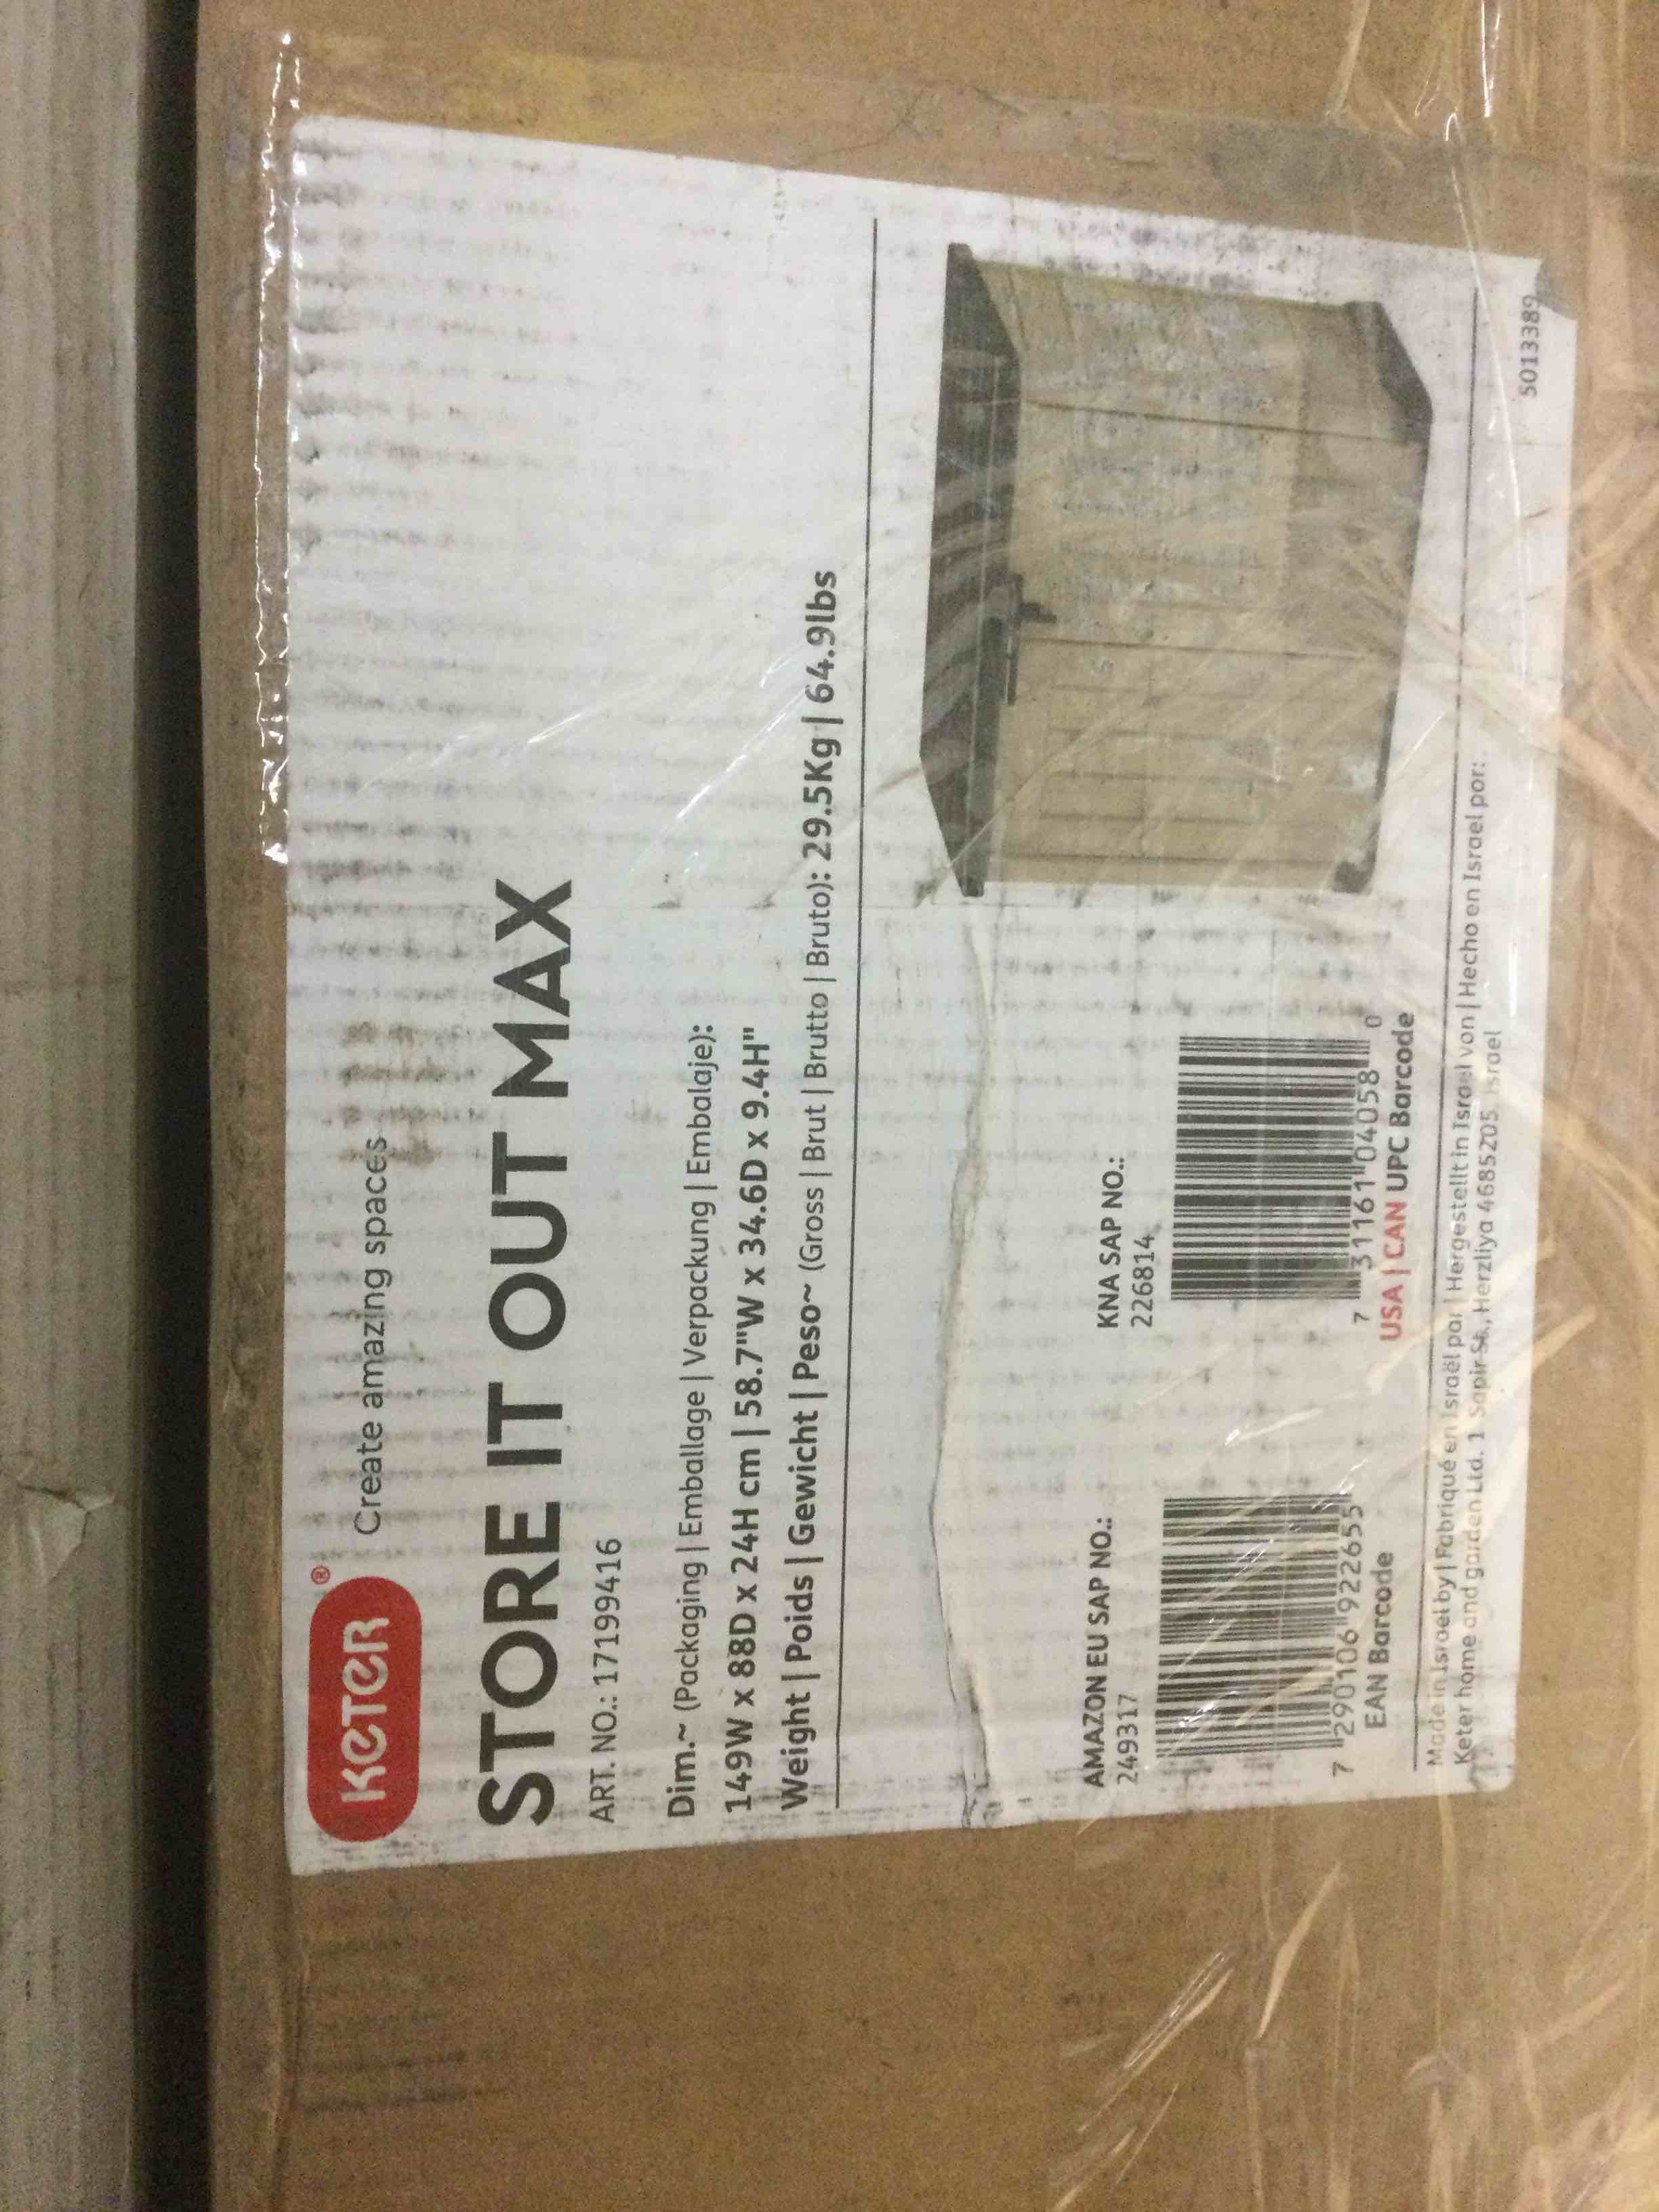 KETER®
Create amazing spaces
STORE IT OUT MAX
ART. NO.: 17199416
Dim.~ (Packaging | Emballage | Verpackung | Embalaje):
149W x 88D x 24H cm | 58.7"W x 34.6D x 9.4H"
Weight | Poids | Gewicht | Peso~ (Gross | Brut | Brutto | Bruto): 29.5Kg | 64.9lbs
AMAZON EU SAP NO.:
249317
7 290106 922655
EAN Barcode
KNA SAP NO.:
226814
7 31161 04058 0
USA | CAN UPC Barcode
Made in Israel by | Fabriqué en Israël par | Hergestellt in Israel von | Hecho en Israel por:
Keter home and garden Ltd. 1 Sapir St., Herzliya 4685205 Israel
5013389